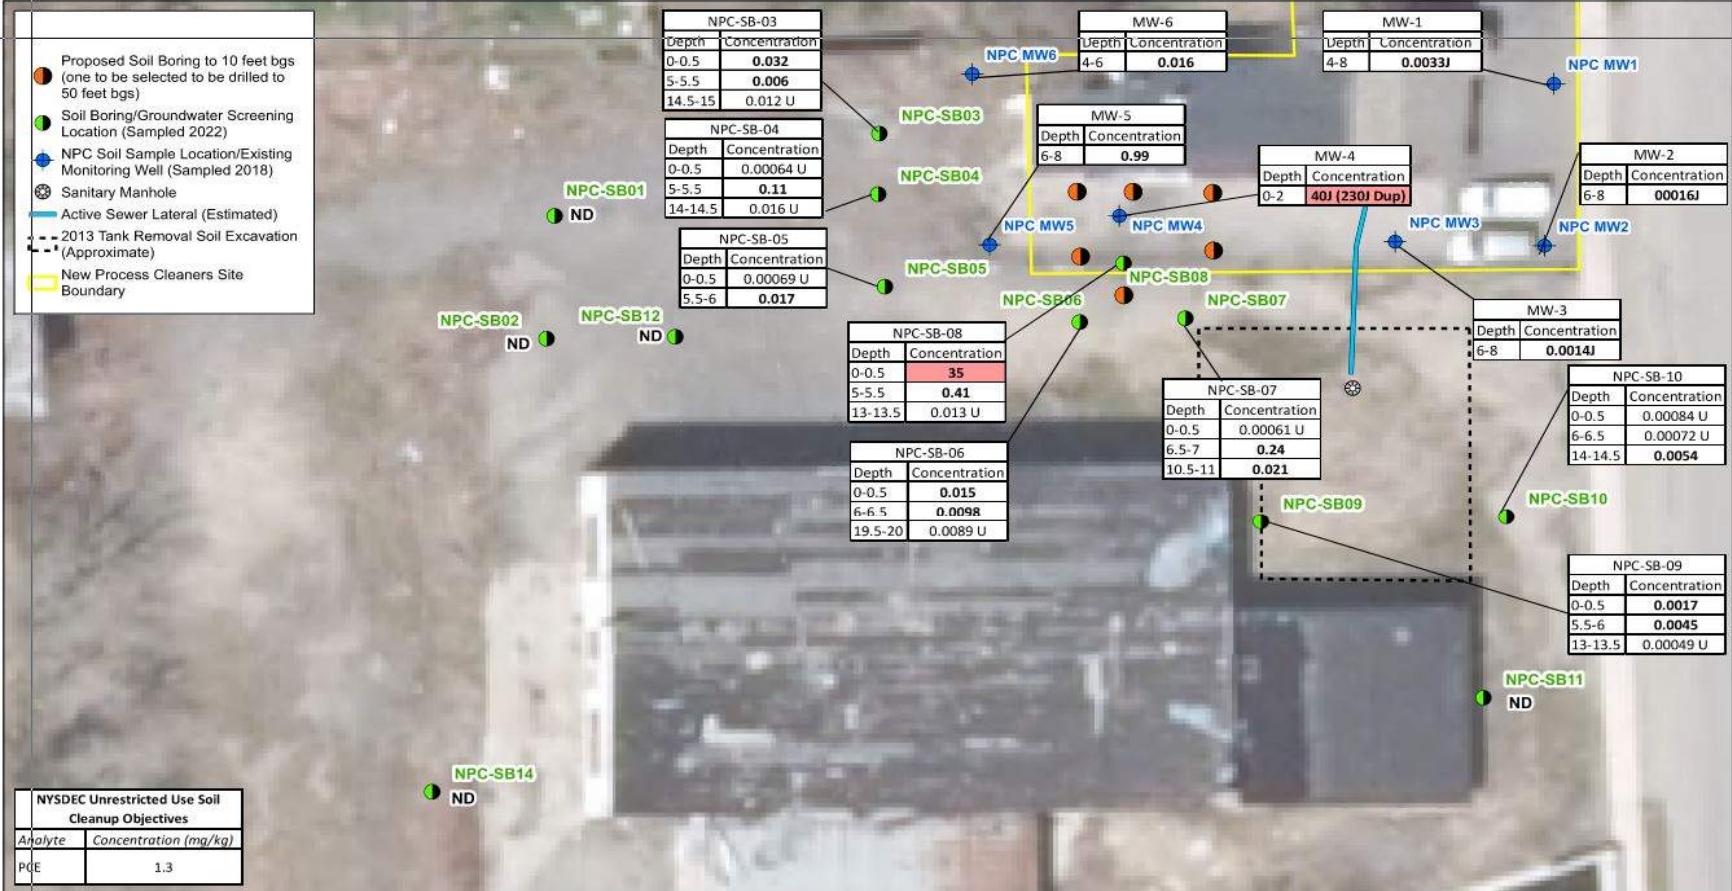 Proposed Soil Boring to 10 feet bgs
(one to be selected to be drilled to
50 feet bgs)
Soil Boring/Groundwater Screening
Location (Sampled 2022)
NPC Soil Sample Location/Existing
Monitoring Well (Sampled 2018)
Sanitary Manhole
Active Sewer Lateral (Estimated)
2013 Tank Removal Soil Excavation
(Approximate)
New Process Cleaners Site
Boundary
NPC-SB-03
Depth Concentration
0-0.5 0.032
5-5.5 0.006
14.5-15 0.012 U
NPC-SB03
NPC-SB-04
Depth Concentration
0-0.5 0.00064 U
5-5.5 0.11
14-14.5 0.016 U
NPC-SB04
NPC-SB-05
Depth Concentration
0-0.5 0.00069 U
5.5-6 0.017
NPC-SB05
NPC MW6
MW-6
Depth Concentration
4-6 0.016
MW-1
Depth Concentration
4-8 0.0033J
NPC MW1
MW-5
Depth Concentration
6-8 0.99
NPC MW5
MW-4
Depth Concentration
0-2 40J (230J Dup)
NPC MW4
MW-2
Depth Concentration
6-8 00016J
NPC MW2
NPC MW3
MW-3
Depth Concentration
6-8 0.0014J
NPC-SB01
ND
NPC-SB02
ND
NPC-SB12
ND
NPC-SB08
NPC-SB06
NPC-SB07
NPC-SB-08
Depth Concentration
0-0.5 35
5-5.5 0.41
13-13.5 0.013 U
NPC-SB-06
Depth Concentration
0-0.5 0.015
6-6.5 0.0098
19.5-20 0.0089 U
NPC-SB-07
Depth Concentration
0-0.5 0.00061 U
6.5-7 0.24
10.5-11 0.021
NPC-SB-10
Depth Concentration
0-0.5 0.00084 U
6-6.5 0.00072 U
14-14.5 0.0054
NPC-SB09
NPC-SB10
NPC-SB-09
Depth Concentration
0-0.5 0.0017
5.5-6 0.0045
13-13.5 0.00049 U
NPC-SB11
ND
NPC-SB14
ND
NYSDEC Unrestricted Use Soil
Cleanup Objectives
Analyte Concentration (mg/kg)
PCE 1.3